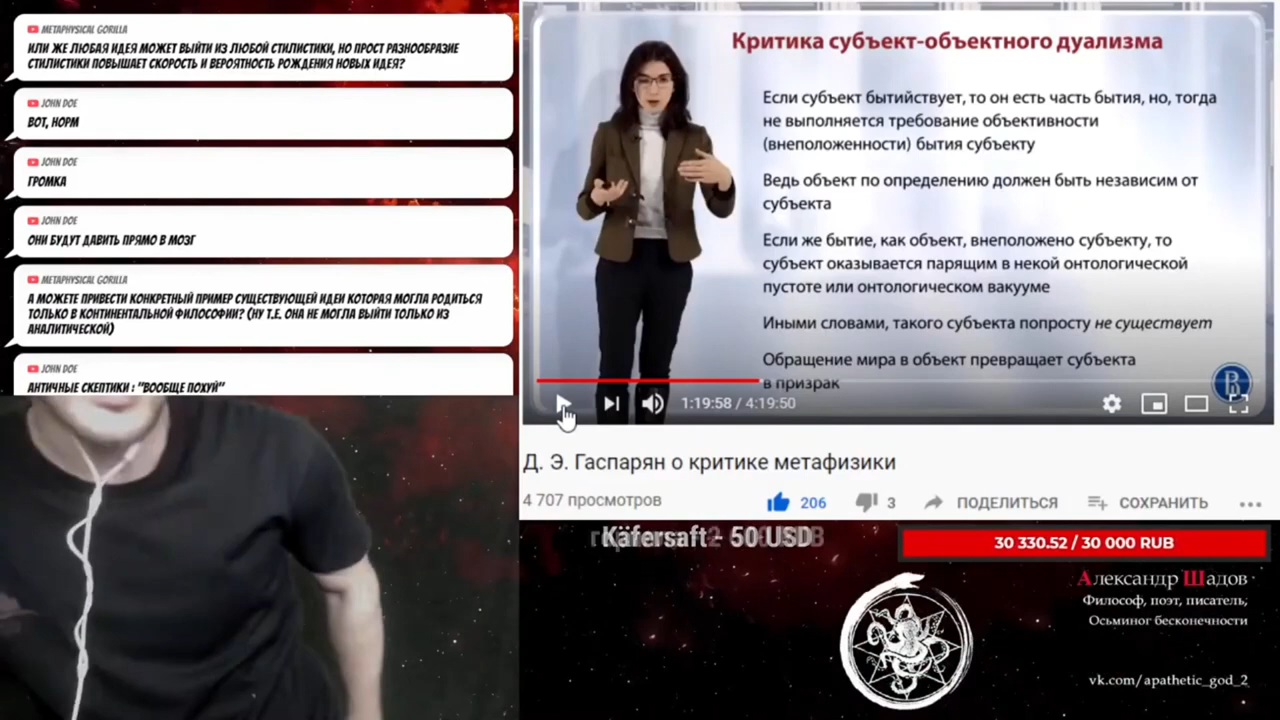 METAPHYSICAL GORILLA
ИЛИ ЖЕ ЛЮБАЯ ИДЕЯ МОЖЕТ ВЫЙТИ ИЗ ЛЮБОЙ СТИЛИСТИКИ, НО ПРОСТ РАЗНООБРАЗИЕ
СТИЛИСТИКИ ПОВЫШАЕТ СКОРОСТЬ И ВЕРОЯТНОСТЬ РОЖДЕНИЯ НОВЫХ ИДЕЯ?
JOHN DOE
ВОТ, НОРМ
JOHN DOE
ГРОМКА
JOHN DOE
ОНИ БУДУТ ДАВИТЬ ПРЯМО В МОЗГ
METAPHYSICAL GORILLA
А МОЖЕТЕ ПРИВЕСТИ КОНКРЕТНЫЙ ПРИМЕР СУЩЕСТВУЮЩЕЙ ИДЕИ КОТОРАЯ МОГЛА РОДИТЬСЯ
ТОЛЬКО В КОНТИНЕНТАЛЬНОЙ ФИЛОСОФИИ? (НУ Т.Е. ОНА НЕ МОГЛА ВЫЙТИ ТОЛЬКО ИЗ
АНАЛИТИЧЕСКОЙ)
JOHN DOE
АНТИЧНЫЕ СКЕПТИКИ : "ВООБЩЕ ПОХУЙ"
Критика субъект-объектного дуализма
Если субъект бытийствует, то он есть часть бытия, но, тогда
не выполняется требование объективности
(внеположенности) бытия субъекту
Ведь объект по определению должен быть независим от
субъекта
Если же бытие, как объект, внеположено субъекту, то
субъект оказывается парящим в некой онтологической
пустоте или онтологическом вакууме
Иными словами, такого субъекта попросту не существует
Обращение мира в объект превращает субъекта
в призрак
1:19:58 / 4:19:50
Д. Э. Гаспарян о критике метафизики
4 707 просмотров
206
3
ПОДЕЛИТЬСЯ
СОХРАНИТЬ
Käfersaft - 50 USD
30 330.52 / 30 000 RUB
Александр Шадов
Философ, поэт, писатель;
Осьминог бесконечности
vk.com/apathetic_god_2